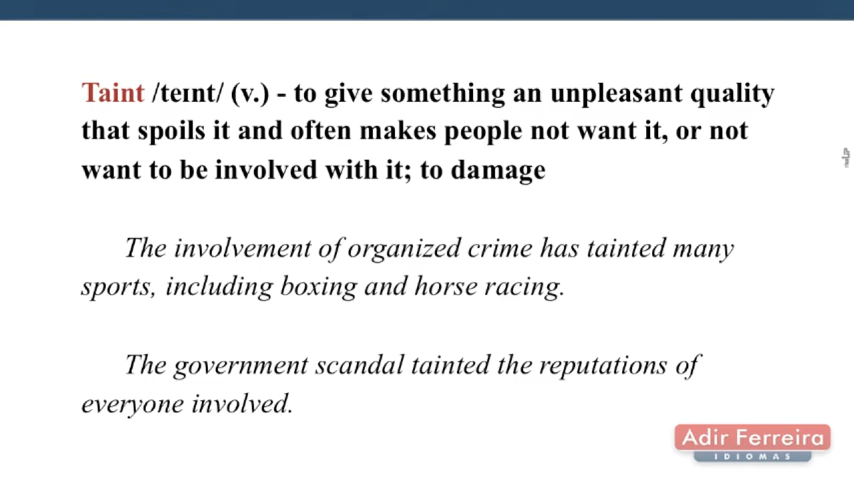 Taint /teɪnt/ (v.) - to give something an unpleasant quality
that spoils it and often makes people not want it, or not
want to be involved with it; to damage
The involvement of organized crime has tainted many
sports, including boxing and horse racing.
The government scandal tainted the reputations of
everyone involved.
Adir Ferreira
IDIOMAS